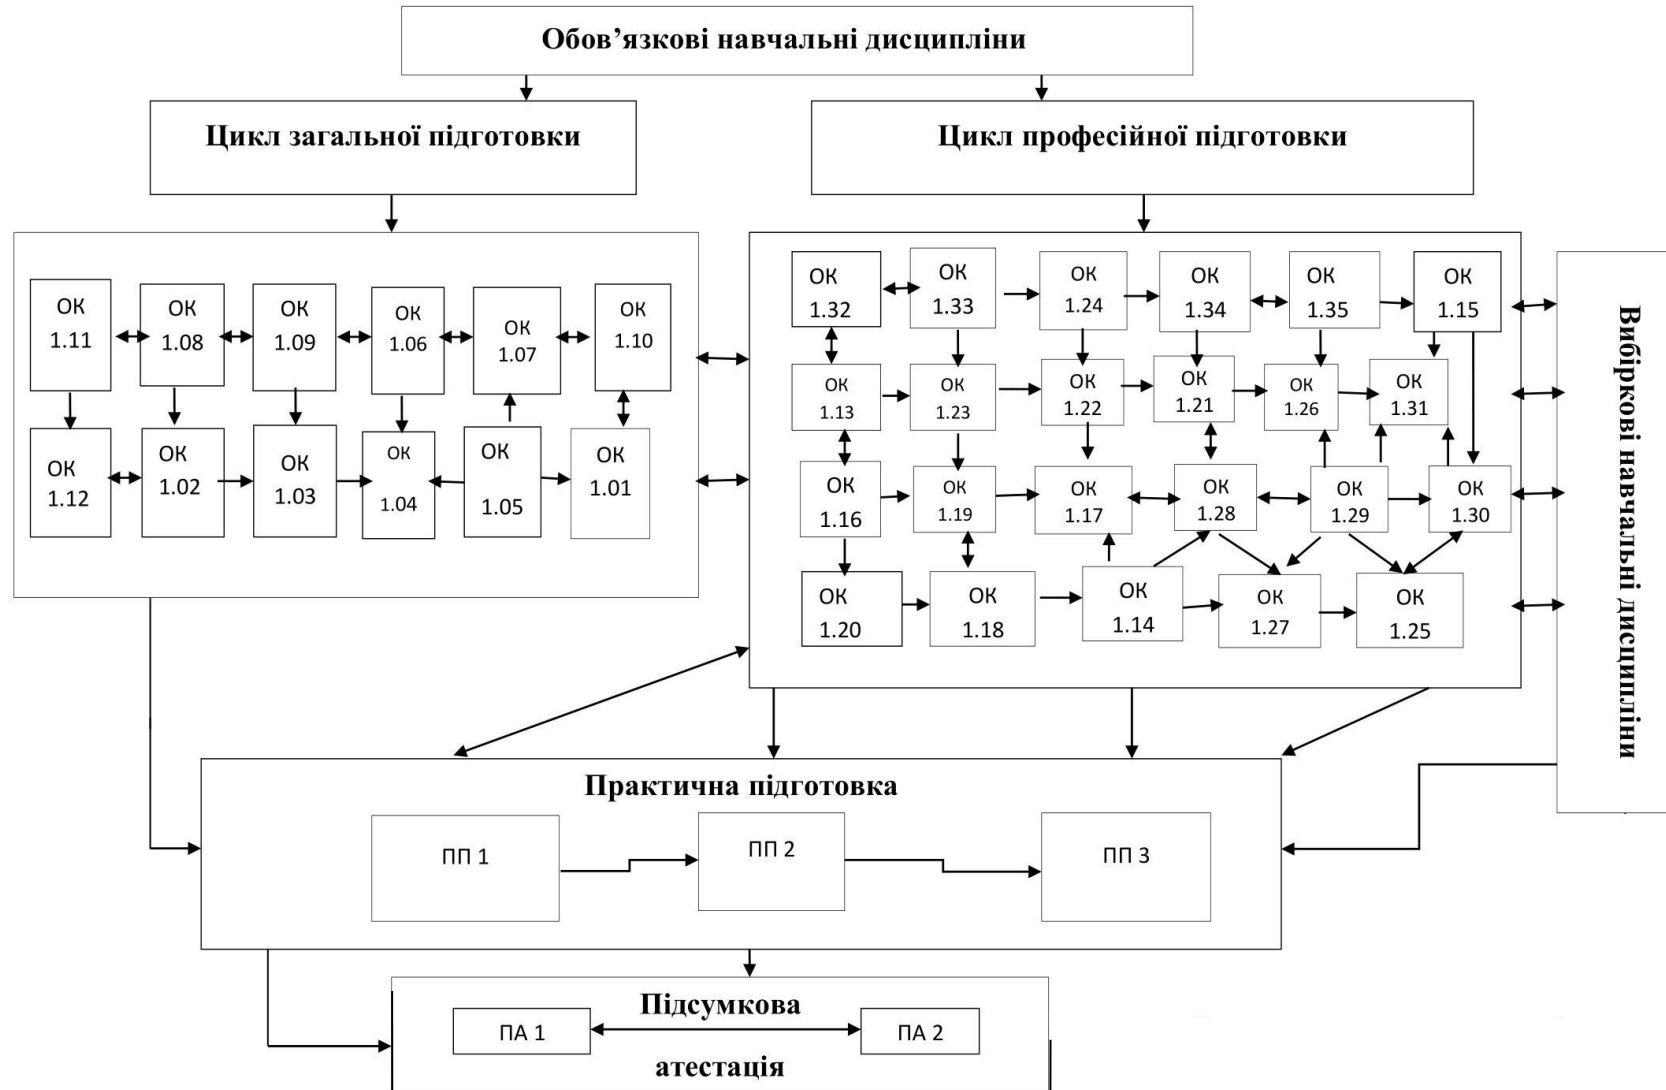 Обов’язкові навчальні дисципліни
Цикл загальної підготовки
Цикл професійної підготовки
ОК
1.11
ОК
1.08
ОК
1.09
ОК
1.06
ОК
1.07
ОК
1.10
ОК
1.12
ОК
1.02
ОК
1.03
ОК
1.04
ОК
1.05
ОК
1.01
ОК
1.32
ОК
1.33
ОК
1.24
ОК
1.34
ОК
1.35
ОК
1.15
ОК
1.13
ОК
1.23
ОК
1.22
ОК
1.21
ОК
1.26
ОК
1.31
ОК
1.16
ОК
1.19
ОК
1.17
ОК
1.28
ОК
1.29
ОК
1.30
ОК
1.20
ОК
1.18
ОК
1.14
ОК
1.27
ОК
1.25
Вибіркові навчальні дисципліни
Практична підготовка
ПП 1
ПП 2
ПП 3
Підсумкова
ПА 1
ПА 2
атестація